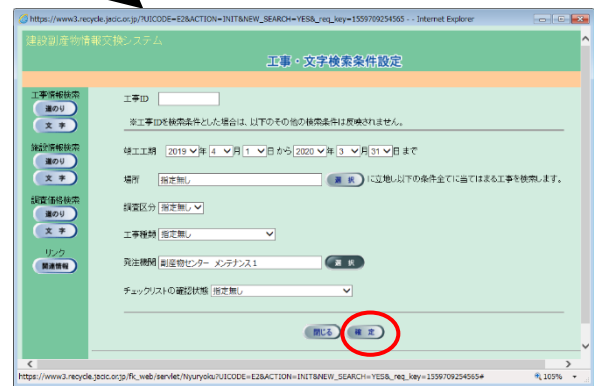 https://www3.recycle.jacic.or.jp/?UICODE=E2&ACTION=INIT&NEW_SEARCH=YES&_req_key=1559709254565 - - Internet Explorer
建設副産物情報交換システム
工事・文字検索条件設定
工事情報検索
道のり
文 字
施設情報検索
道のり
文 字
調査価格検索
道のり
文 字
リンク
関連情報
工事ID
※工事IDを検索条件とした場合は、以下のその他の検索条件は反映されません。
竣工工期 2019 年 4 月 1 日 から 2020 年 3 月 31 日 まで
場所 指定無し 選 択 に立地し以下の条件全てに当てはまる工事を検索します。
調査区分 指定無し
工事種類 指定無し
発注機関 副産物センター メンテナンス1 選 択
チェックリストの確認状態 指定無し
閉じる 確 定
https://www3.recycle.jacic.or.jp/fk_web/servlet/Nyuryoku?UICODE=E2&ACTION=INIT&NEW_SEARCH=YES&_req_key=1559709254565# 105%